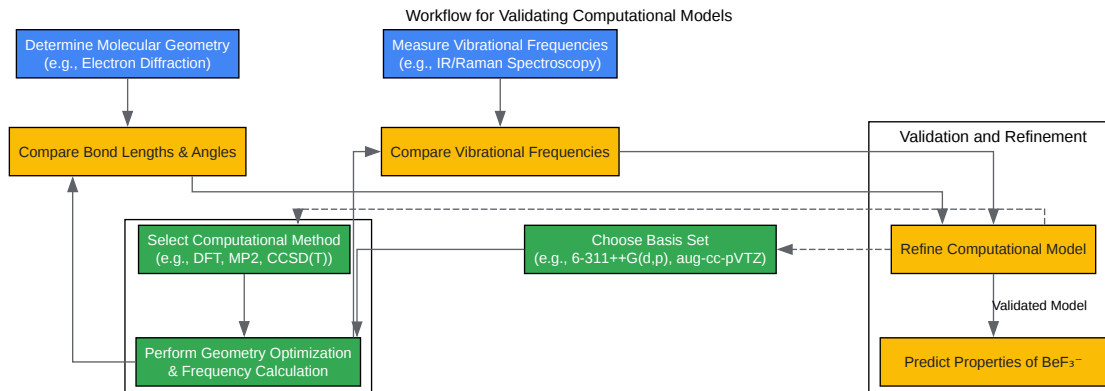 Workflow for Validating Computational Models
Determine Molecular Geometry
(e.g., Electron Diffraction)
Measure Vibrational Frequencies
(e.g., IR/Raman Spectroscopy)
Compare Bond Lengths & Angles
Compare Vibrational Frequencies
Validation and Refinement
Select Computational Method
(e.g., DFT, MP2, CCSD(T))
Choose Basis Set
(e.g., 6-311++G(d,p), aug-cc-pVTZ)
Refine Computational Model
Validated Model
Perform Geometry Optimization
& Frequency Calculation
Predict Properties of BeF₃⁻